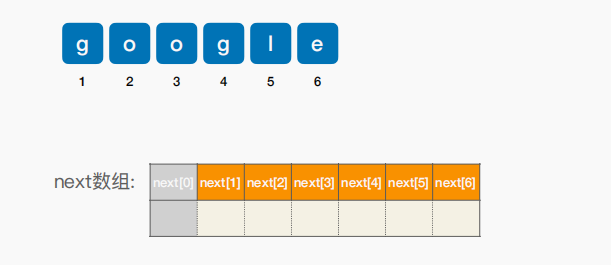 g o o g l e
1 2 3 4 5 6
next数组: next[0] next[1] next[2] next[3] next[4] next[5] next[6]